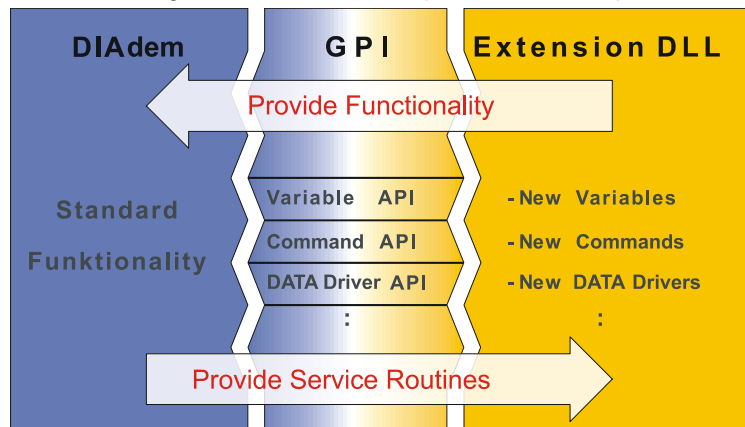 DIAdem
GPI
Extension DLL
Provide Functionality
Standard
Funktionality
Variable API
Command API
DATA Driver API
:
- New Variables
- New Commands
- New DATA Drivers
:
Provide Service Routines